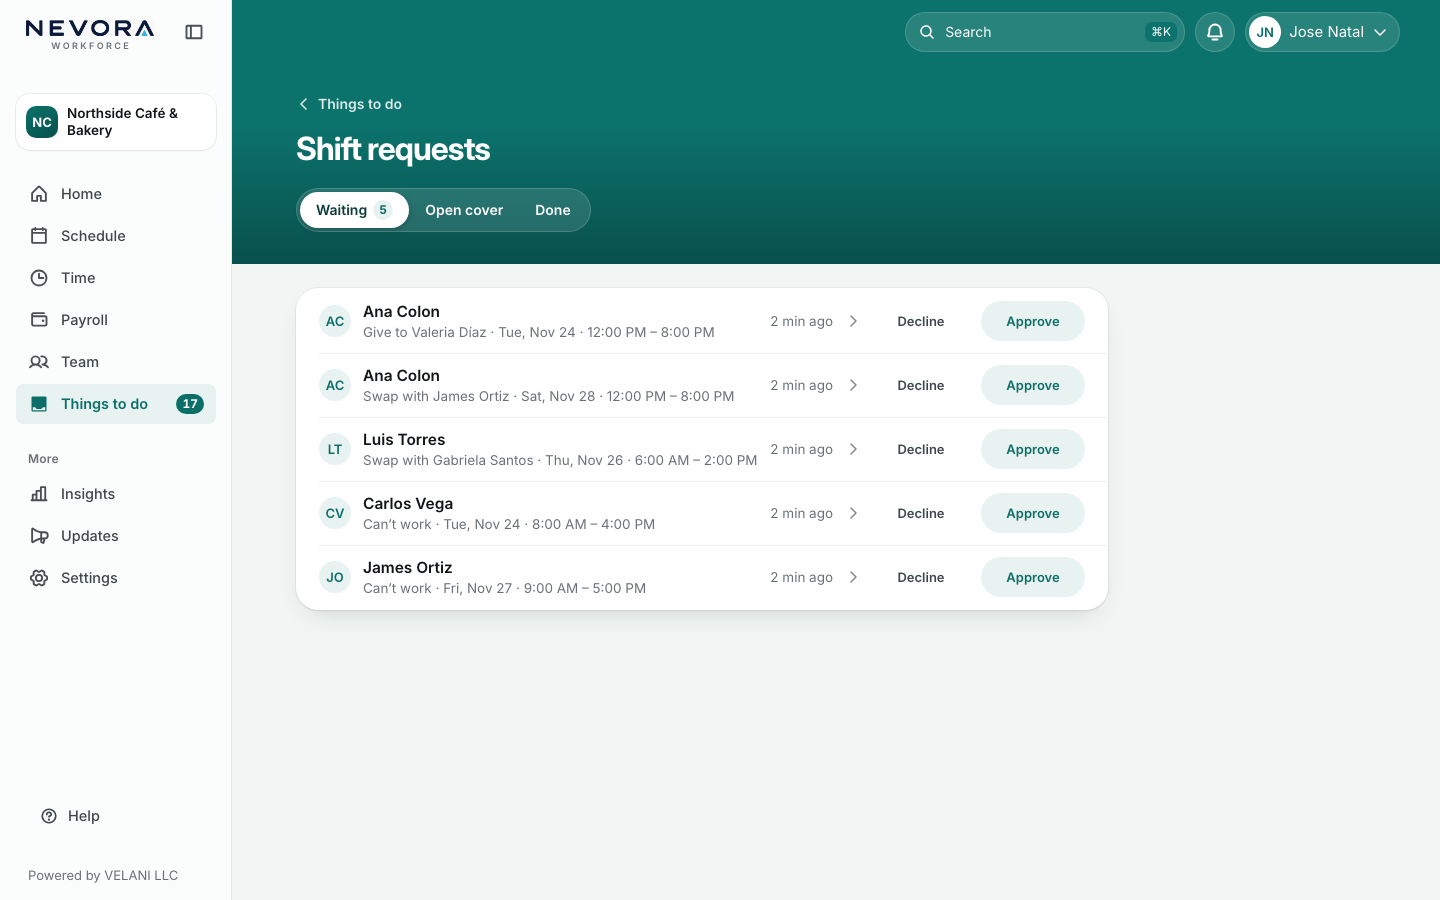 NEVORA
WORKFORCE
Search
⌘K
JN
Jose Natal
NC
Northside Café &
Bakery
Home
Schedule
Time
Payroll
Team
Things to do
17
More
Insights
Updates
Settings
Help
Powered by VELANI LLC
Things to do
Shift requests
Waiting 5
Open cover
Done
AC
Ana Colon
Give to Valeria Díaz · Tue, Nov 24 · 12:00 PM – 8:00 PM
2 min ago
Decline
Approve
AC
Ana Colon
Swap with James Ortiz · Sat, Nov 28 · 12:00 PM – 8:00 PM
2 min ago
Decline
Approve
LT
Luis Torres
Swap with Gabriela Santos · Thu, Nov 26 · 6:00 AM – 2:00 PM
2 min ago
Decline
Approve
CV
Carlos Vega
Can’t work · Tue, Nov 24 · 8:00 AM – 4:00 PM
2 min ago
Decline
Approve
JO
James Ortiz
Can’t work · Fri, Nov 27 · 9:00 AM – 5:00 PM
2 min ago
Decline
Approve